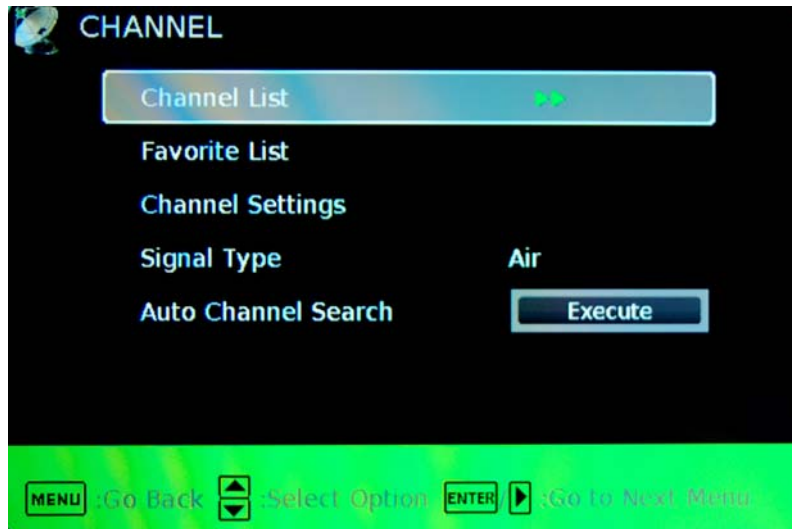 CHANNEL
Channel List
Favorite List
Channel Settings
Signal Type Air
Auto Channel Search Execute
MENU :Go Back :Select Option ENTER / :Go to Next Menu